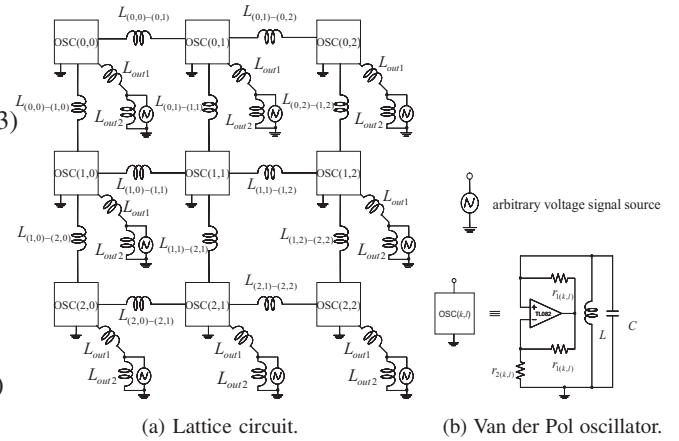 L(0,0)−(0,1) L(0,1)−(0,2)
OSC(0,0) OSC(0,1) OSC(0,2)
Lout1 Lout1 Lout1
L(0,0)−(1,0) L(0,1)−(1,1) L(0,2)−(1,2)
3)
Lout2 Lout2 Lout2
OSC(1,0) OSC(1,1) OSC(1,2)
L(1,0)−(1,1) L(1,1)−(1,2)
Lout1 Lout1
L(1,0)−(2,0) L(1,1)−(2,1) L(1,2)−(2,2)
Lout2 Lout2
arbitrary voltage signal source
L(2,1)−(2,2)
OSC(2,0) OSC(2,1) OSC(2,2)
L(2,0)−(2,1)
Lout1 Lout1 Lout1
Lout2 Lout2 Lout2
)
r1(k,l)
+
TL082
−
OSC(k,l) ≡
L C
r1(k,l)
r2(k,l)
(a) Lattice circuit. (b) Van der Pol oscillator.